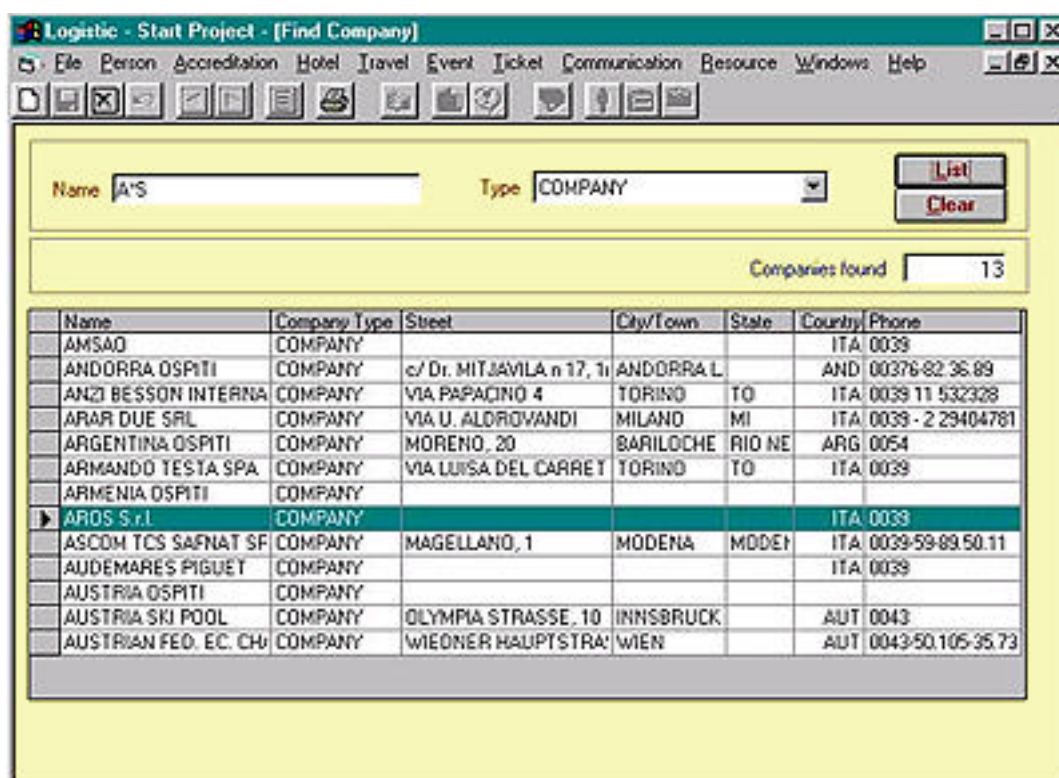 Logistic - Start Project - [Find Company]
File Person Accreditation Hotel Travel Event Ticket Communication Resource Windows Help
Name A*S Type COMPANY List
Clear
Companies found 13
Name Company Type Street City/Town State Country Phone
AMSAO COMPANY ITA 0039
ANDORRA OSPITI COMPANY c/ Dr. MITJAVILA n 17, ANDORRA L AND 00376-82.36.89
ANZI BESSON INTERNA COMPANY VIA PAPACINO 4 TORINO TO ITA 0039 11 532328
ARAR DUE SRL COMPANY VIA U. ALDROVANDI MILANO MI ITA 0039 - 2 29404781
ARGENTINA OSPITI COMPANY MORENO, 20 BARILOCHE RIO NE ARG 0054
ARMANDO TESTA SPA COMPANY VIA LUISA DEL CARRET TORINO TO ITA 0039
ARMENIA OSPITI COMPANY
AROS S.r.l. COMPANY ITA 0039
ASCOM TCS SAFNAT SF COMPANY MAGELLANO, 1 MODENA MODEN ITA 0039-59-89.50.11
AUDEMARES PIGUET COMPANY ITA 0039
AUSTRIA OSPITI COMPANY
AUSTRIA SKI POOL COMPANY OLYMPIA STRASSE, 10 INNSBRUCK AUT 0043
AUSTRIAN FED. EC. CHA COMPANY WIEDNER HAUPTSTRA WIEN AUT 0043-50.105-35.73